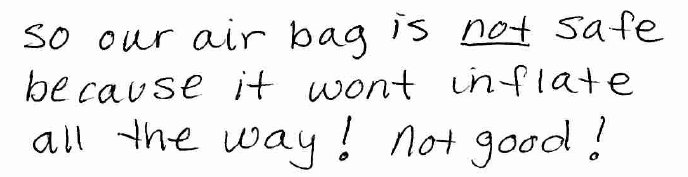 so our air bag is not safe
because it wont inflate
all the way! not good!